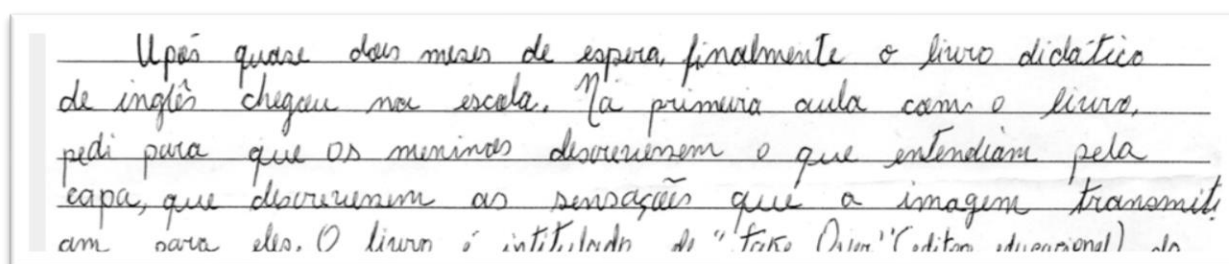 Após quase dois meses de espera, finalmente o livro didático
de inglês chegou na escola. Na primeira aula com o livro,
pedi para que os meninos descrevessem o que entendiam pela
capa, que descrevessem as sensações que a imagem transmiti
am para eles. O livro é intitulado de "Take Over" (editora educacional) do